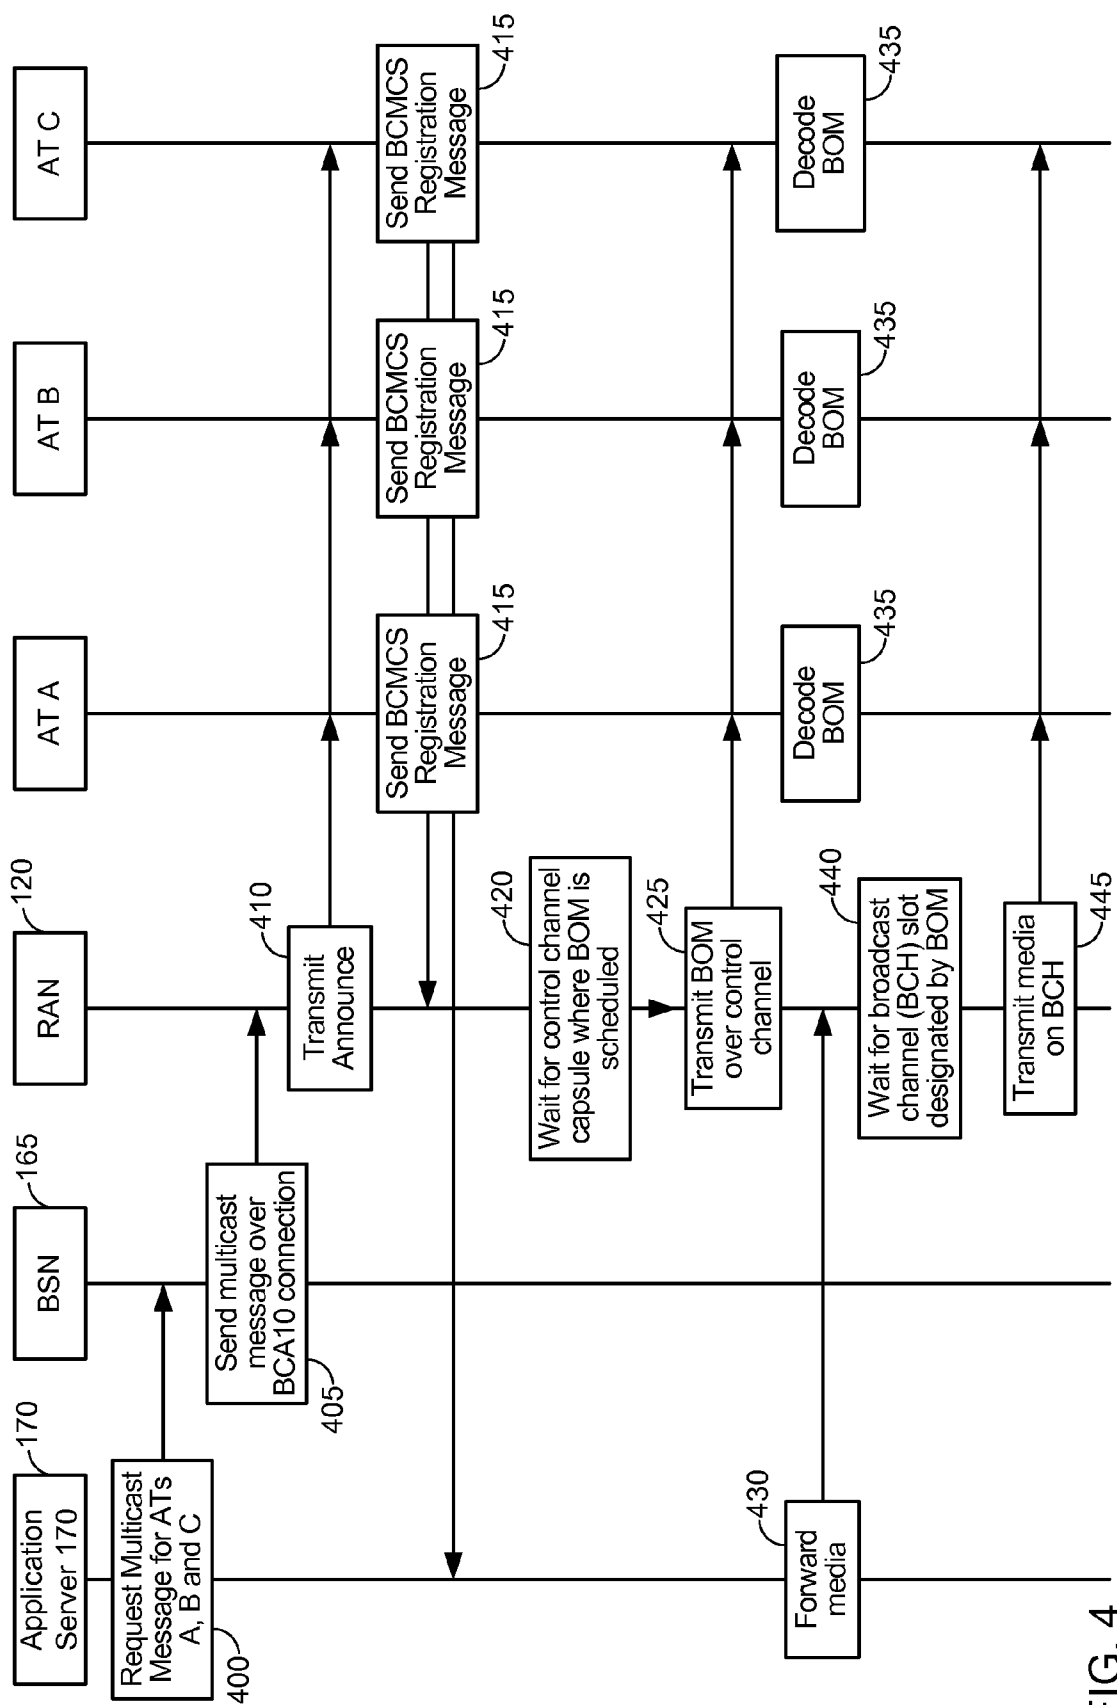 Application
Server 170
170
BSN
165
RAN
120
AT A
AT B
AT C
Request Multicast
Message for ATs
A, B and C
400
Send multicast
message over
BCA10 connection
405
Transmit
Announce
410
Send BCMCS
Registration
Message
415
Send BCMCS
Registration
Message
415
Send BCMCS
Registration
Message
415
Wait for control channel
capsule where BOM is
scheduled
420
Transmit BOM
over control
channel
425
Forward
media
430
Decode
BOM
435
Decode
BOM
435
Decode
BOM
435
Wait for broadcast
channel (BCH) slot
designated by BOM
440
Transmit media
on BCH
445
FIG. 4